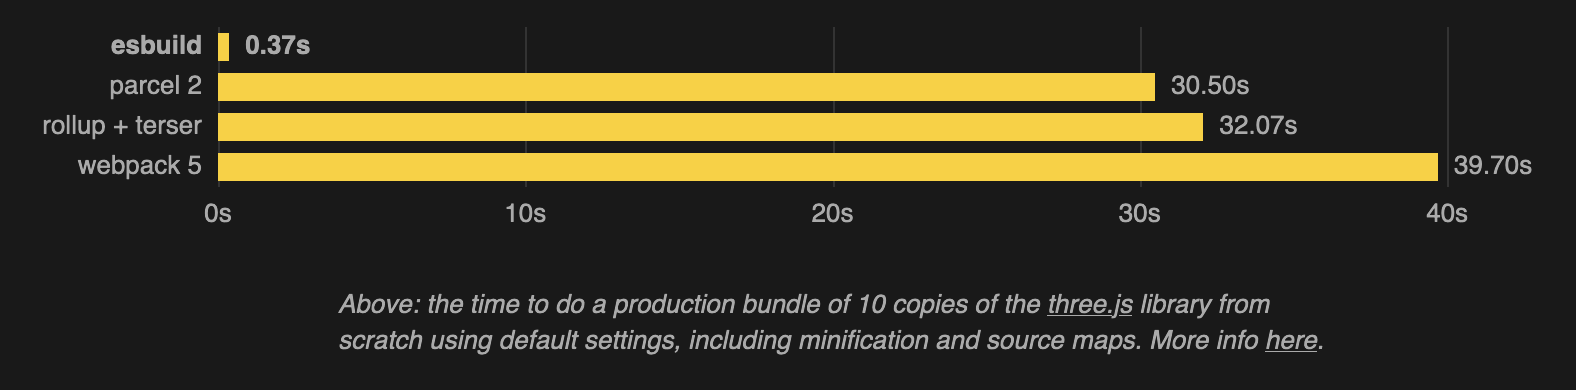 esbuild 0.37s
parcel 2 30.50s
rollup + terser 32.07s
webpack 5 39.70s
0s 10s 20s 30s 40s
Above: the time to do a production bundle of 10 copies of the three.js library from
scratch using default settings, including minification and source maps. More info here.